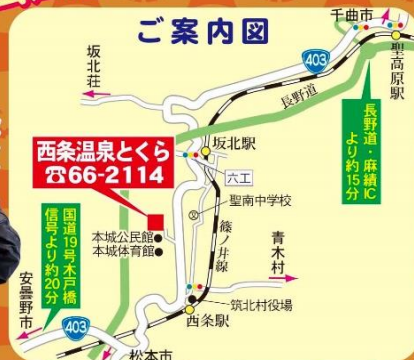 ご案内図
千曲市
403
聖高原駅
坂北荘
長野道
長野道・麻績IC
より約15分
坂北駅
西条温泉とくら
☎66-2114
六工
聖南中学校
文
国道19号木戸橋
信号より約20分
本城公民館
本城体育館
篠ノ井線
青木村
安曇野市
筑北村役場
西条駅
403
松本市